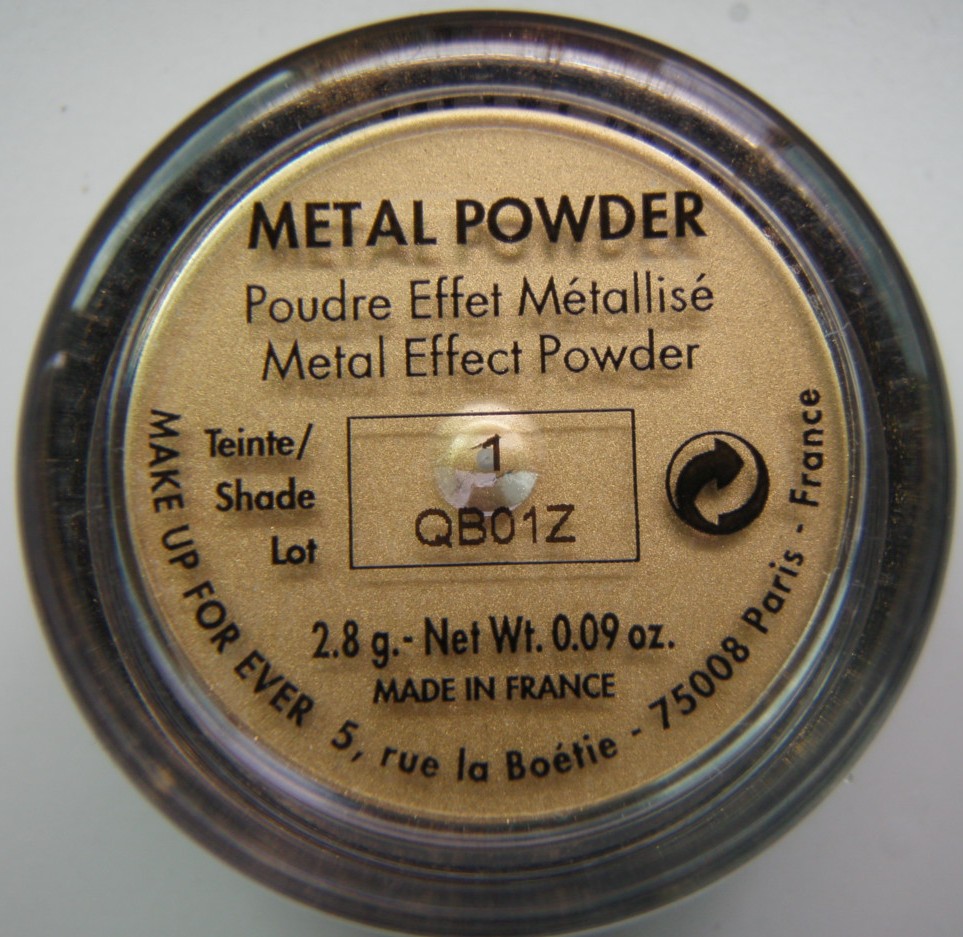 METAL POWDER
Poudre Effet Métallisé
Metal Effect Powder
Teinte/
Shade
Lot
1
QB01Z
2.8 g.- Net Wt. 0.09 oz.
MADE IN FRANCE
MAKE UP FOR EVER 5, rue la Boétie - 75008 Paris - France